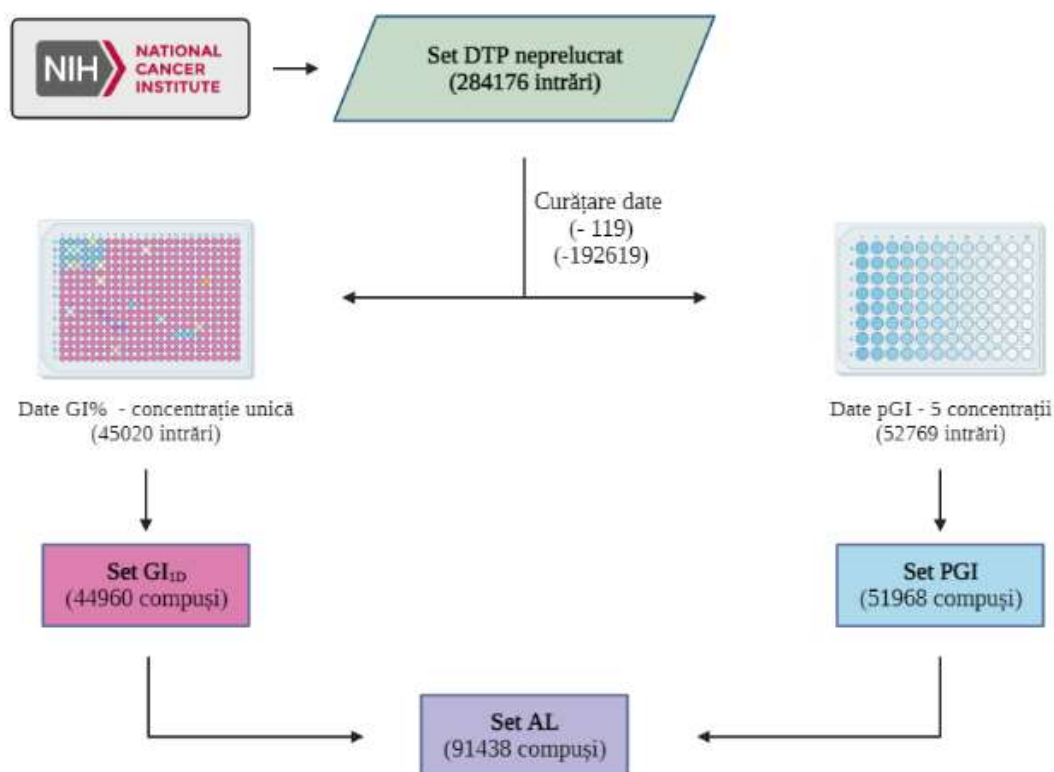 NIH
NATIONAL
CANCER
INSTITUTE
Set DTP neprelucrat
(284176 intrări)
Curățare date
(- 119)
(-192619)
Date GI% - concentrație unică
(45020 intrări)
Date pGI - 5 concentrații
(52769 intrări)
Set GI1D
(44960 compuși)
Set PGI
(51968 compuși)
Set AL
(91438 compuși)